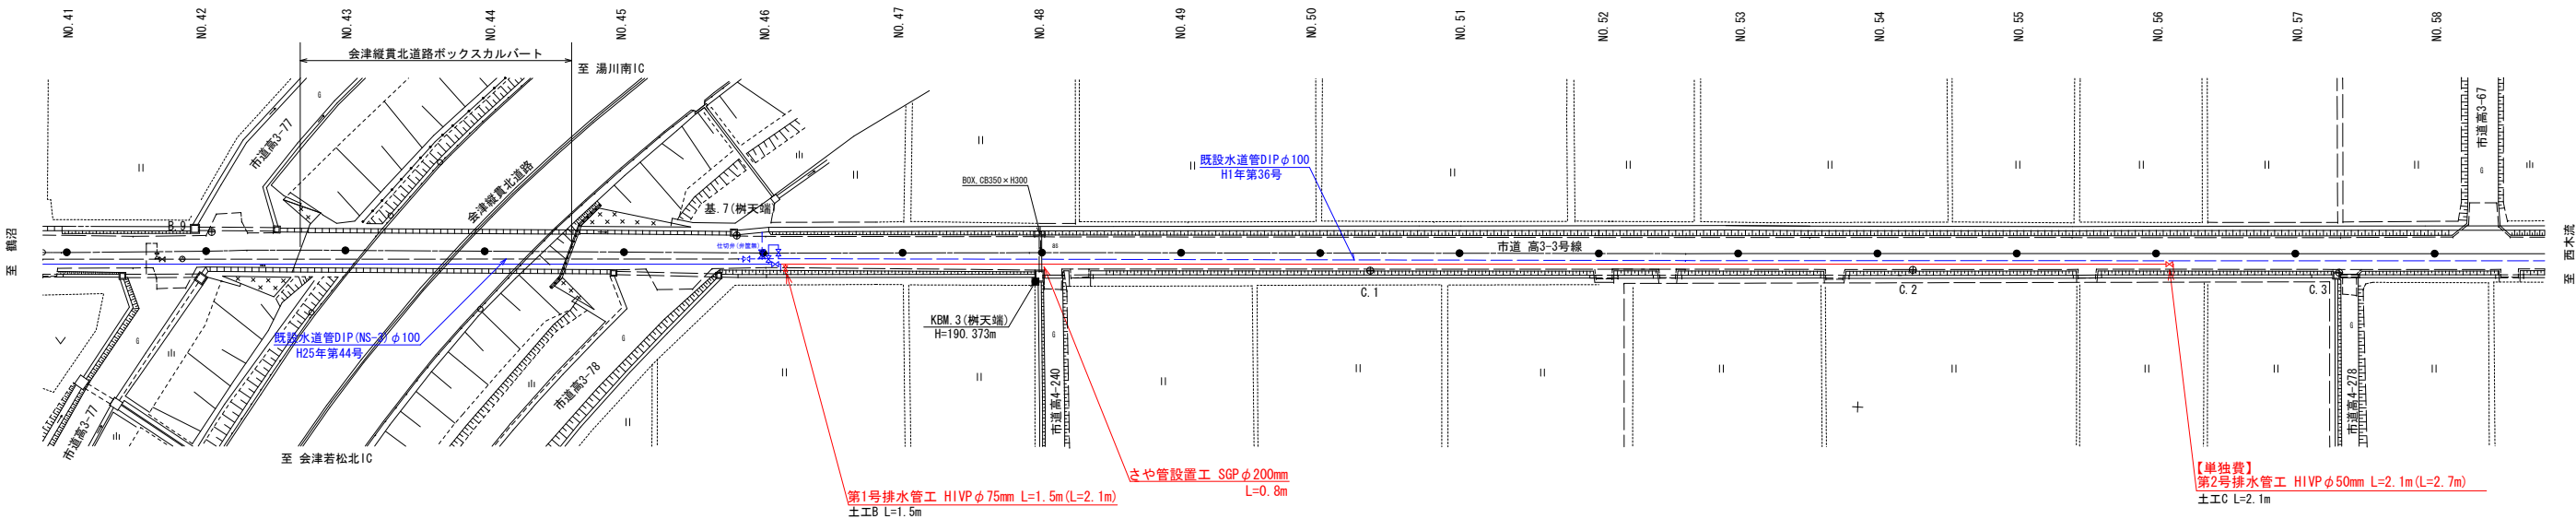 NO.41
NO.42
NO.43
NO.44
NO.45
NO.46
NO.47
NO.48
NO.49
NO.50
NO.51
NO.52
NO.53
NO.54
NO.55
NO.56
NO.57
NO.58
会津縦貫北道路ボックスカルバート
至 湯川南IC
市道高3-77
会津縦貫北道路
基.7(桝天端)
BOX.CB350×H300
既設水道管DIPφ100
H1年第36号
市道高3-67
B.9
仕切弁(弁筐無)
市道 高3-3号線
至 鶴沼
至 西木流
C.1
C.2
C.3
KBM.3(桝天端)
H=190.373m
既設水道管DIP(NS-3)φ100
H25年第44号
市道高3-78
市道高4-240
市道高4-278
市道高3-77
至 会津若松北IC
さや管設置工 SGPφ200mm
L=0.8m
第1号排水管工 HIVPφ75mm L=1.5m(L=2.1m)
土工B L=1.5m
【単独費】
第2号排水管工 HIVPφ50mm L=2.1m(L=2.7m)
土工C L=2.1m